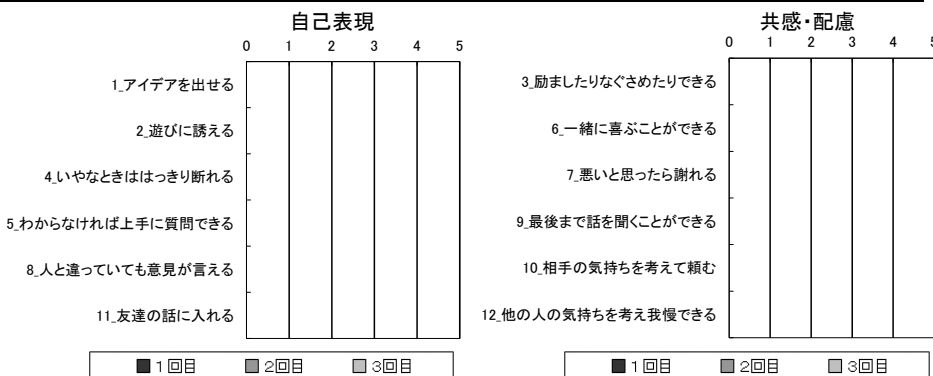 自己表現
0 1 2 3 4 5
1_アイデアを出せる
2_遊びに誘える
4_いやなときははっきり断れる
5_わからなければ上手に質問できる
8_人と違っていても意見が言える
11_友達の話に入れる
1回目 2回目 3回目
共感・配慮
0 1 2 3 4 5
3_励ましたりなぐさめたりできる
6_一緒に喜ぶことができる
7_悪いと思ったら謝れる
9_最後まで話を聞くことができる
10_相手の気持ちを考えて頼む
12_他の人の気持ちを考え我慢できる
1回目 2回目 3回目